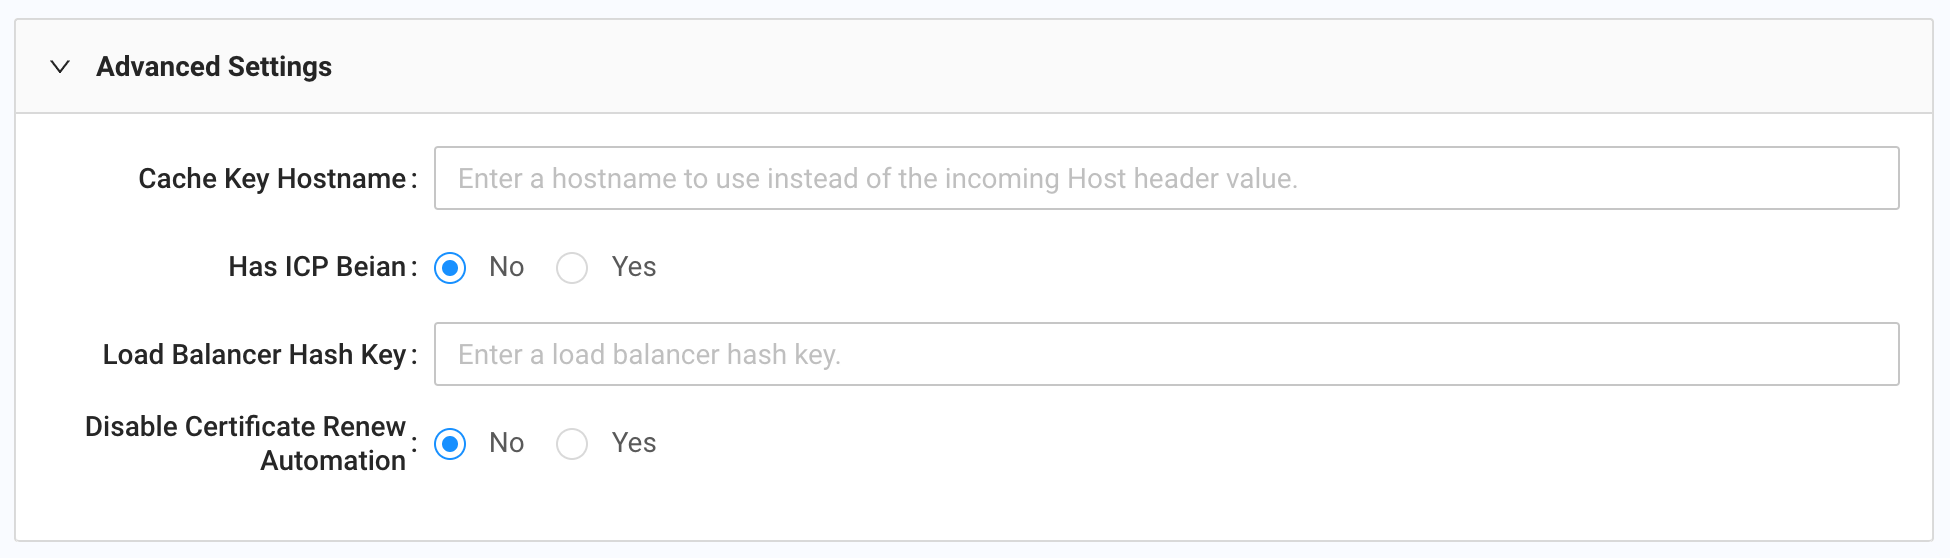 Advanced Settings
Cache Key Hostname: Enter a hostname to use instead of the incoming Host header value.
Has ICP Beian: No Yes
Load Balancer Hash Key: Enter a load balancer hash key.
Disable Certificate Renew
Automation: No Yes